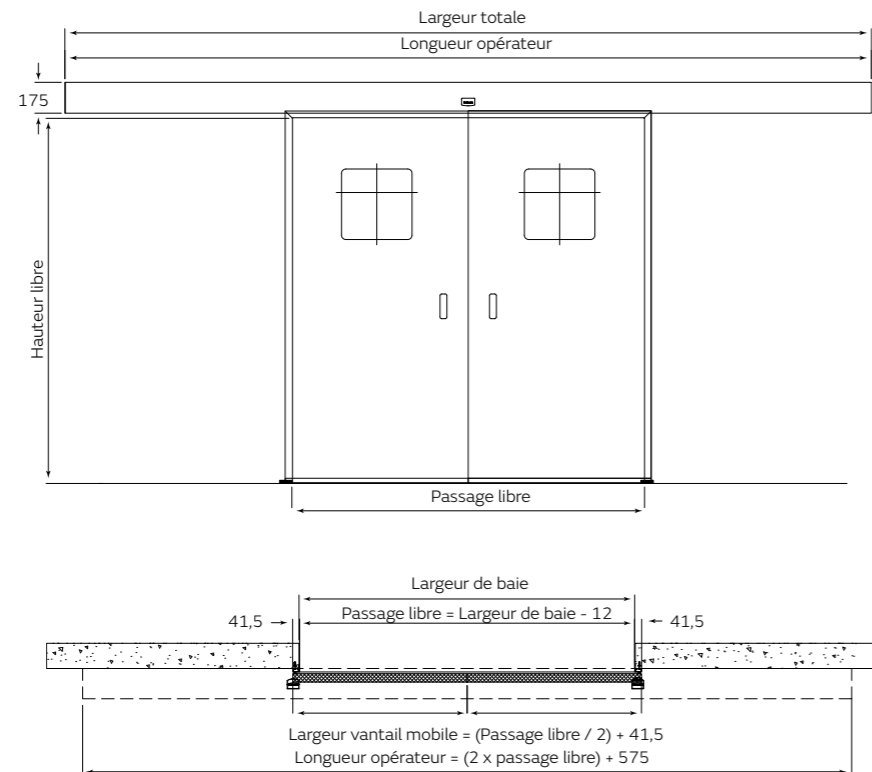 Largeur totale
Longueur opérateur
175
Hauteur libre
Passage libre
Largeur de baie
41,5
Passage libre = Largeur de baie - 12
41,5
Largeur vantail mobile = (Passage libre / 2) + 41,5
Longueur opérateur = (2 x passage libre) + 575